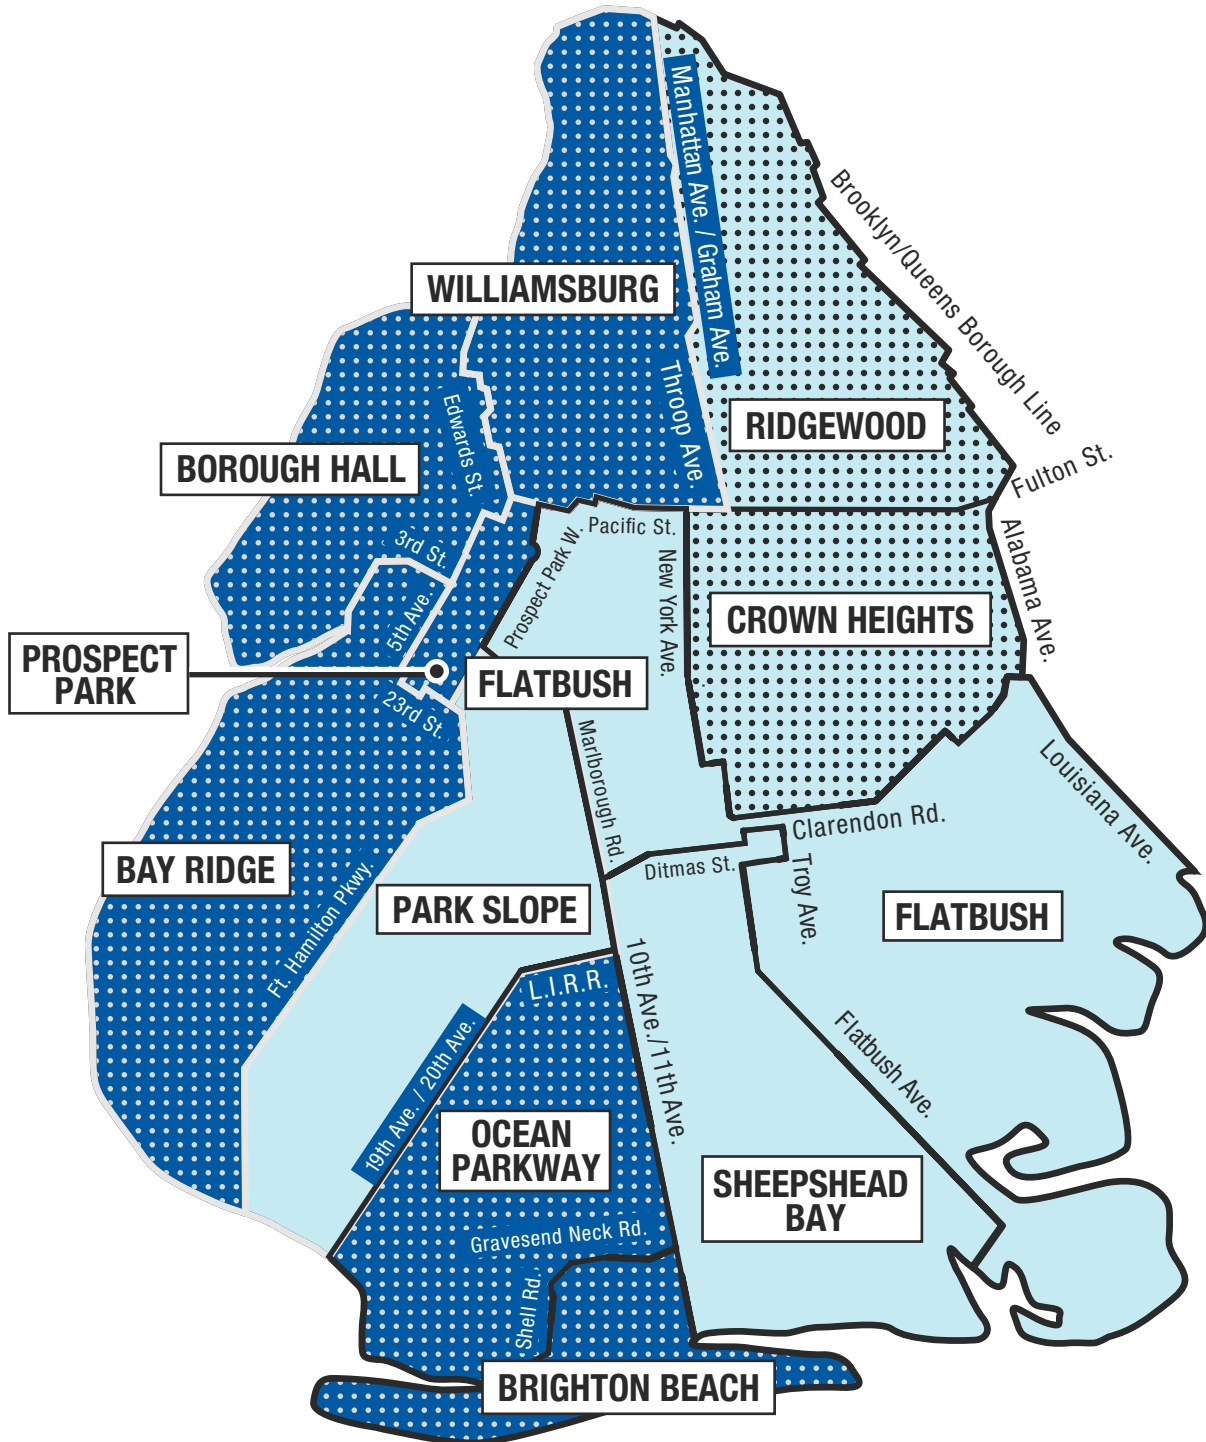 Manhattan Ave. / Graham Ave.
Brooklyn/Queens Borough Line
WILLIAMSBURG
Throop Ave.
RIDGEWOOD
Edwards St.
BOROUGH HALL
Fulton St.
3rd St.
Prospect Park W.
Pacific St.
New York Ave.
Alabama Ave.
5th Ave.
CROWN HEIGHTS
PROSPECT
PARK
FLATBUSH
23rd St.
Marlborough Rd.
Louisiana Ave.
Clarendon Rd.
BAY RIDGE
Ditmas St.
Troy Ave.
PARK SLOPE
FLATBUSH
Ft. Hamilton Pkwy.
L.I.R.R.
10th Ave./11th Ave.
19th Ave. / 20th Ave.
Flatbush Ave.
OCEAN
PARKWAY
SHEEPSHEAD
BAY
Gravesend Neck Rd.
Shell Rd.
BRIGHTON BEACH